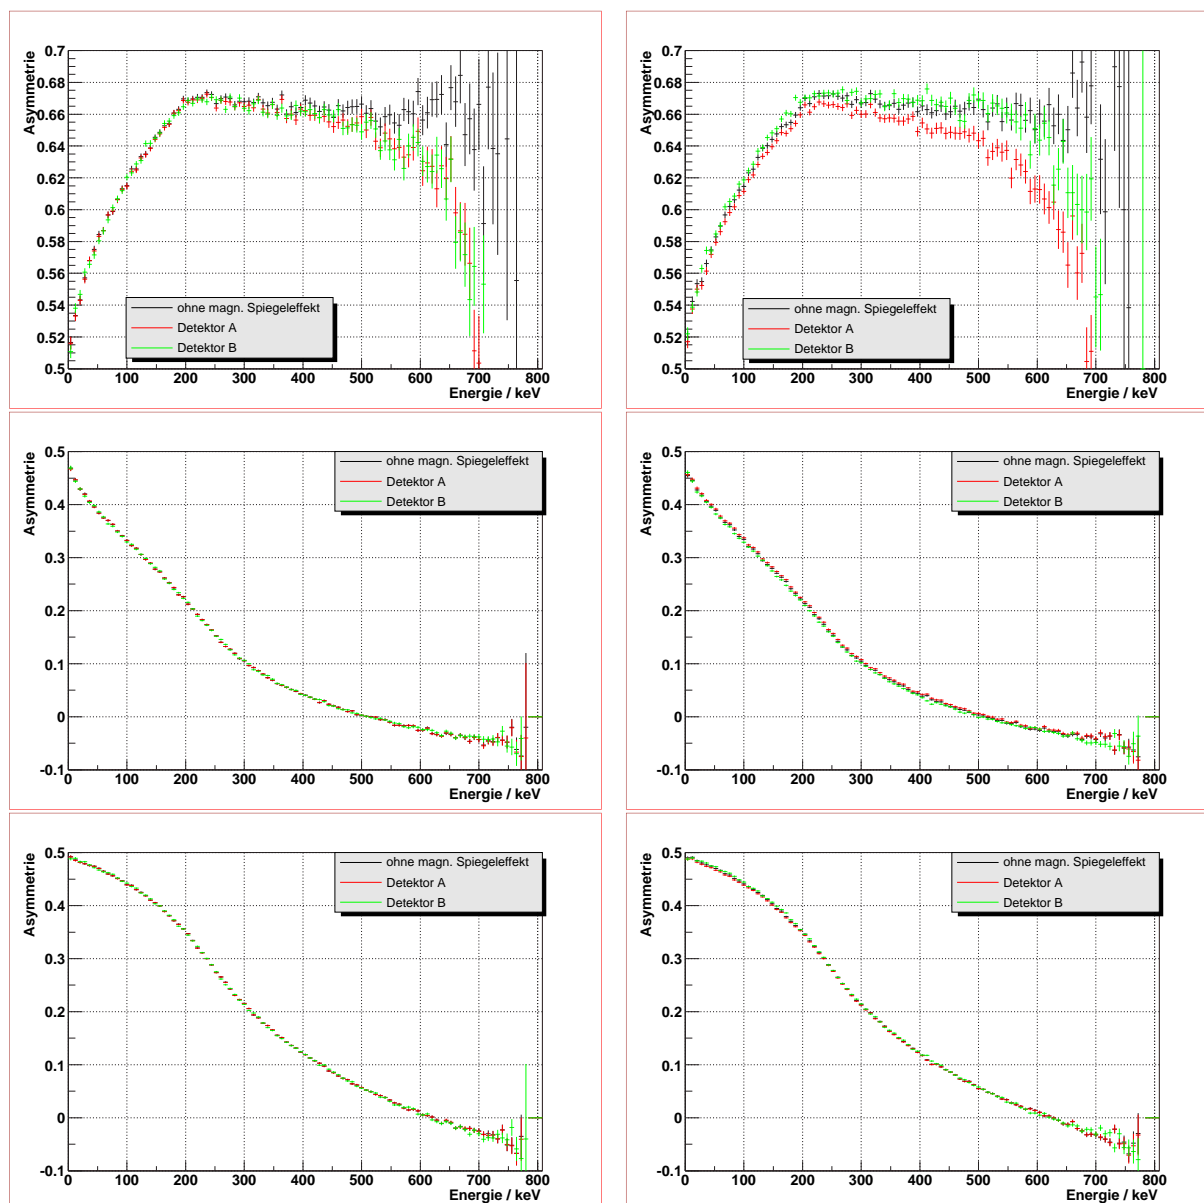 Asymmetrie
0.7
0.68
0.66
0.64
0.62
0.6
0.58
0.56
0.54
0.52
0.5
ohne magn. Spiegeleffekt
Detektor A
Detektor B
0 100 200 300 400 500 600 700 800
Energie / keV
Asymmetrie
0.7
0.68
0.66
0.64
0.62
0.6
0.58
0.56
0.54
0.52
0.5
ohne magn. Spiegeleffekt
Detektor A
Detektor B
0 100 200 300 400 500 600 700 800
Energie / keV
Asymmetrie
0.5
0.4
0.3
0.2
0.1
0
-0.1
ohne magn. Spiegeleffekt
Detektor A
Detektor B
0 100 200 300 400 500 600 700 800
Energie / keV
Asymmetrie
0.5
0.4
0.3
0.2
0.1
0
-0.1
ohne magn. Spiegeleffekt
Detektor A
Detektor B
0 100 200 300 400 500 600 700 800
Energie / keV
Asymmetrie
0.5
0.4
0.3
0.2
0.1
0
-0.1
ohne magn. Spiegeleffekt
Detektor A
Detektor B
0 100 200 300 400 500 600 700 800
Energie / keV
Asymmetrie
0.5
0.4
0.3
0.2
0.1
0
-0.1
ohne magn. Spiegeleffekt
Detektor A
Detektor B
0 100 200 300 400 500 600 700 800
Energie / keV